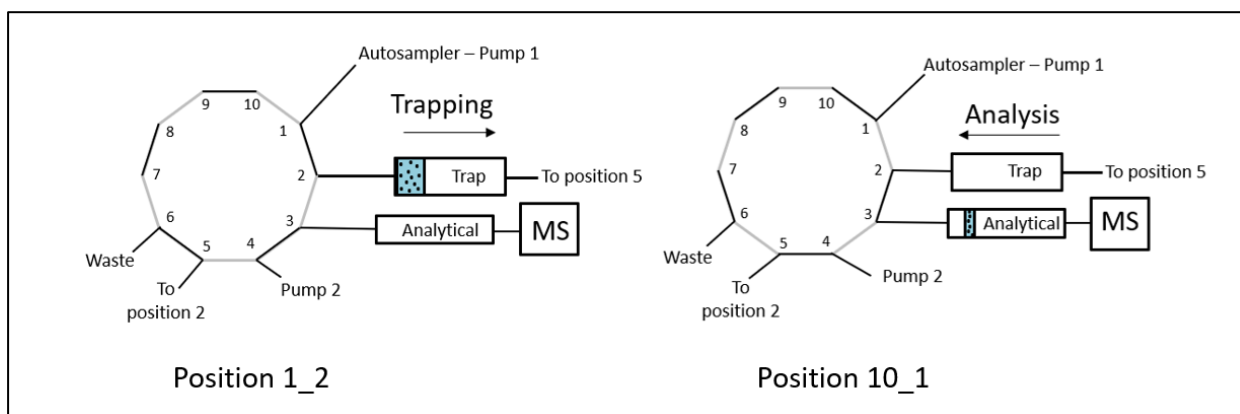 Autosampler – Pump 1
Trapping
9
10
8
1
7
2
Trap
To position 5
6
3
Analytical
MS
5
4
Waste
To
position 2
Pump 2
Position 1_2
Autosampler – Pump 1
Analysis
9
10
8
1
7
2
Trap
To position 5
6
3
Analytical
MS
5
4
Waste
To
position 2
Pump 2
Position 10_1